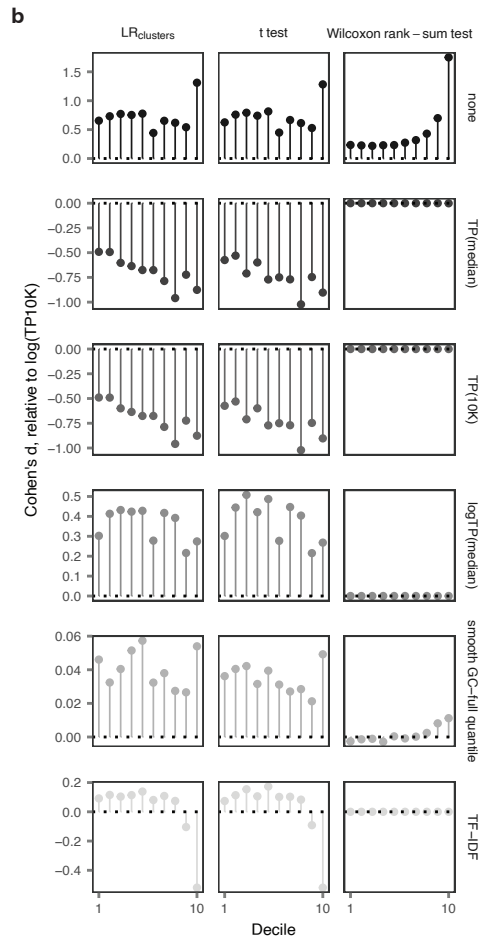 b
LRclusters
t test
Wilcoxon rank−sum test
1.5
1.0
0.5
0.0
none
0.00
−0.25
−0.50
−0.75
−1.00
TP(median)
0.00
−0.25
−0.50
−0.75
−1.00
TP(10K)
0.5
0.4
0.3
0.2
0.1
0.0
logTP(median)
0.06
0.04
0.02
0.00
smooth GC−full quantile
0.2
0.0
−0.2
−0.4
TF−IDF
Cohen's d, relative to log(TP10K)
1 10
1 10
1 10
Decile